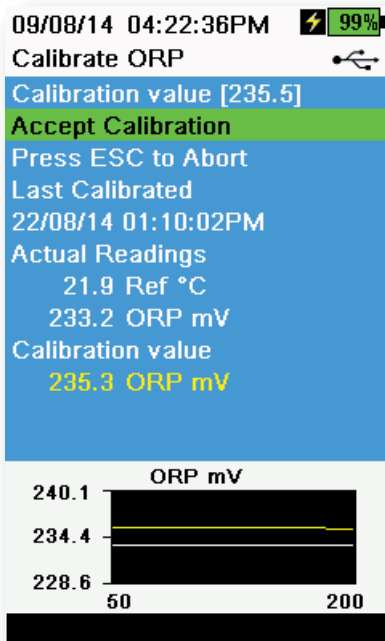 09/08/14 04:22:36PM 99%
Calibrate ORP
Calibration value [235.5]
Accept Calibration
Press ESC to Abort
Last Calibrated
22/08/14 01:10:02PM
Actual Readings
21.9 Ref °C
233.2 ORP mV
Calibration value
235.3 ORP mV
ORP mV
240.1
234.4
228.6
50 200